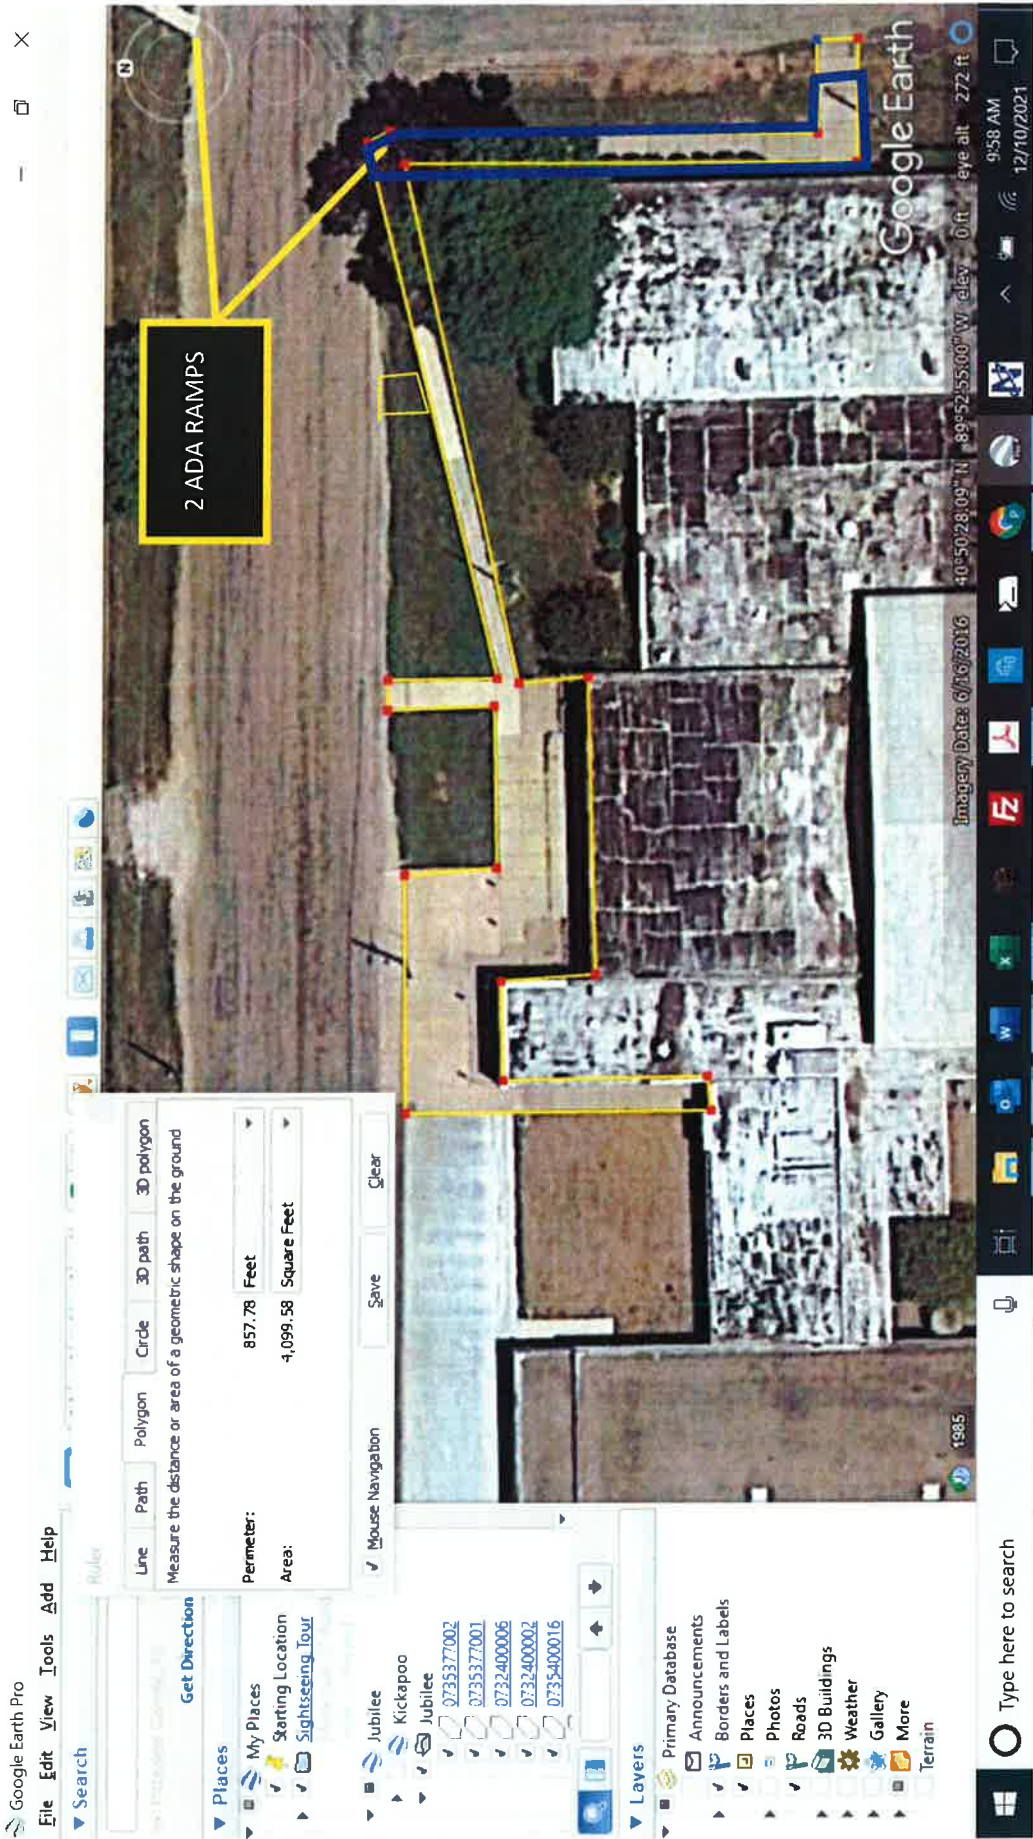 Google Earth Pro
File Edit View Tools Add Help
Search
Get Direction
Places
My Places
Starting Location
Sightseeing Tour
Jubilee
Kickapoo
Jubilee
0735377002
0735377001
0732400006
0732400002
0735400016
Layers
Primary Database
Announcements
Borders and Labels
Places
Photos
Roads
3D Buildings
Weather
Gallery
More
Terrain
Ruler
Line Path Polygon Circle 3D path 3D polygon
Measure the distance or area of a geometric shape on the ground
Perimeter: 857.78 Feet
Area: 4,099.58 Square Feet
Mouse Navigation Save Clear
2 ADA RAMPS
N
Google Earth
1985
Imagery Date: 6/16/2016 40°50'28.09" N 89°52'55.00" W elev 0 ft eye alt 272 ft
Type here to search
9:58 AM
12/10/2021